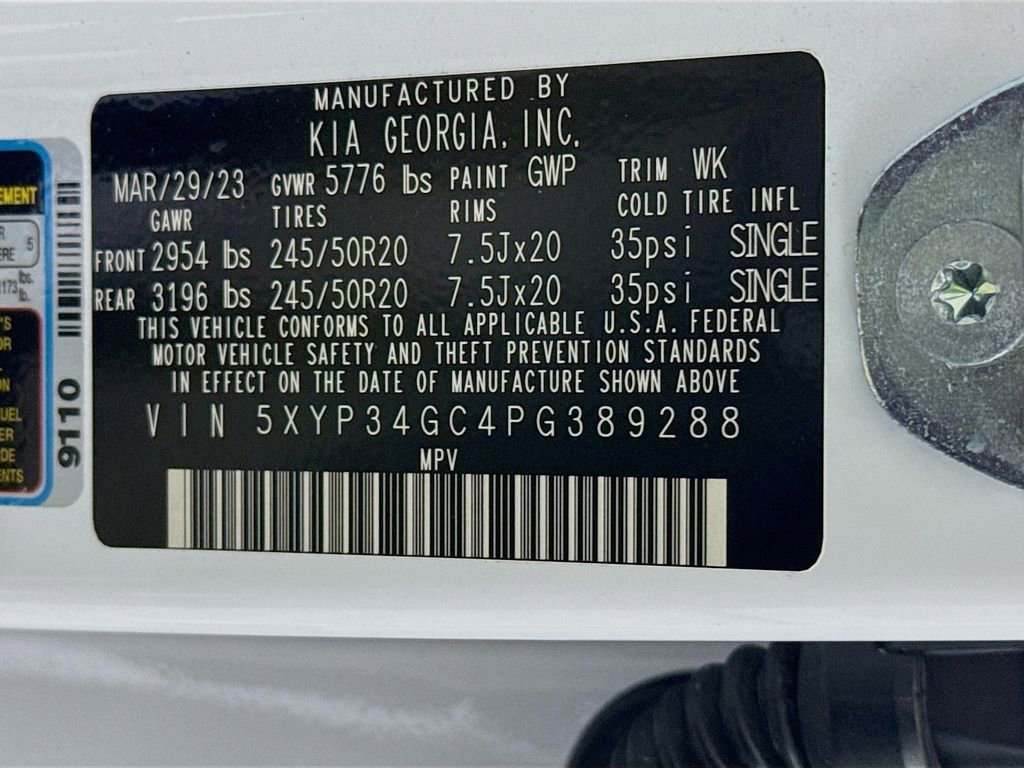 MANUFACTURED BY
KIA GEORGIA, INC.
MAR/29/23 GVWR 5776 lbs PAINT GWP TRIM WK
GAWR TIRES RIMS COLD TIRE INFL
FRONT 2954 lbs 245/50R20 7.5Jx20 35psi SINGLE
REAR 3196 lbs 245/50R20 7.5Jx20 35psi SINGLE
THIS VEHICLE CONFORMS TO ALL APPLICABLE U.S.A. FEDERAL
MOTOR VEHICLE SAFETY AND THEFT PREVENTION STANDARDS
IN EFFECT ON THE DATE OF MANUFACTURE SHOWN ABOVE
VIN 5XYP34GC4PG389288
MPV
9110
5
lbs.
lb.